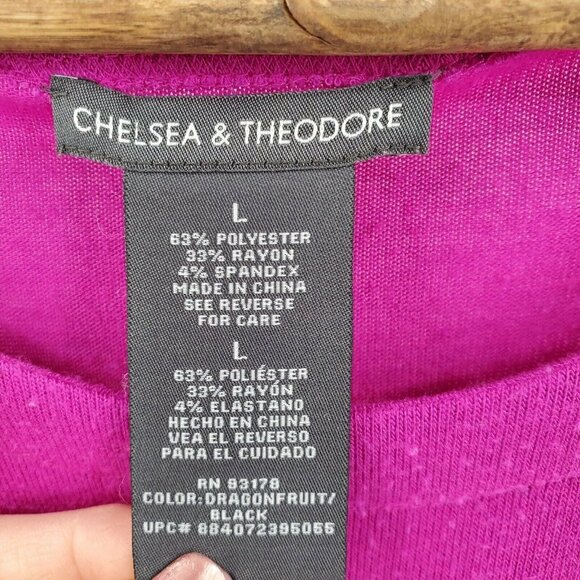 CHELSEA & THEODORE
L
63% POLYESTER
33% RAYON
4% SPANDEX
MADE IN CHINA
SEE REVERSE
FOR CARE
L
63% POLIÉSTER
33% RAYÓN
4% ELASTANO
HECHO EN CHINA
VEA EL REVERSO
PARA EL CUIDADO
RN 93178
COLOR:DRAGONFRUIT/
BLACK
UPC# 884072395055